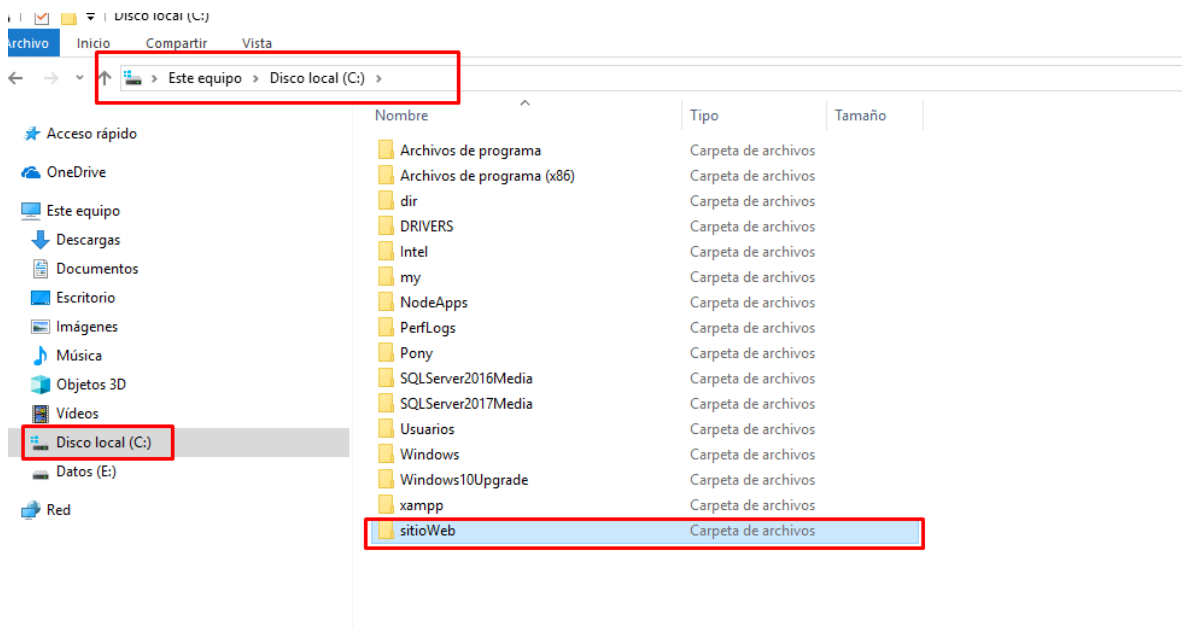 Disco local (C:)
Archivo Inicio Compartir Vista
Este equipo > Disco local (C:) >
Acceso rápido
OneDrive
Este equipo
Descargas
Documentos
Escritorio
Imágenes
Música
Objetos 3D
Vídeos
Disco local (C:)
Datos (E:)
Red
Nombre Tipo Tamaño
Archivos de programa Carpeta de archivos
Archivos de programa (x86) Carpeta de archivos
dir Carpeta de archivos
DRIVERS Carpeta de archivos
Intel Carpeta de archivos
my Carpeta de archivos
NodeApps Carpeta de archivos
PerfLogs Carpeta de archivos
Pony Carpeta de archivos
SQLServer2016Media Carpeta de archivos
SQLServer2017Media Carpeta de archivos
Usuarios Carpeta de archivos
Windows Carpeta de archivos
Windows10Upgrade Carpeta de archivos
xampp Carpeta de archivos
sitioWeb Carpeta de archivos